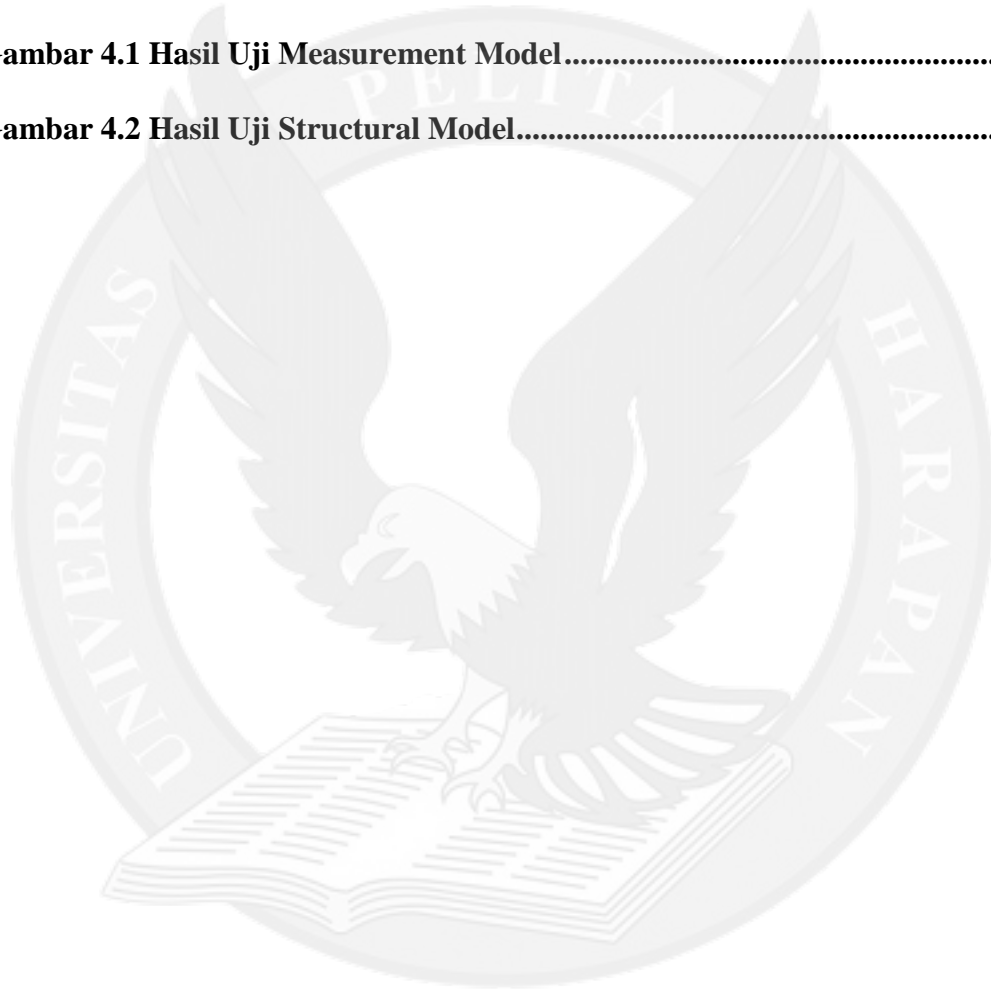 ambar 4.1 Hasil Uji Measurement Model....................................................
ambar 4.2 Hasil Uji Structural Model..........................................................
UNIVERSITAS PELITA HARAPAN